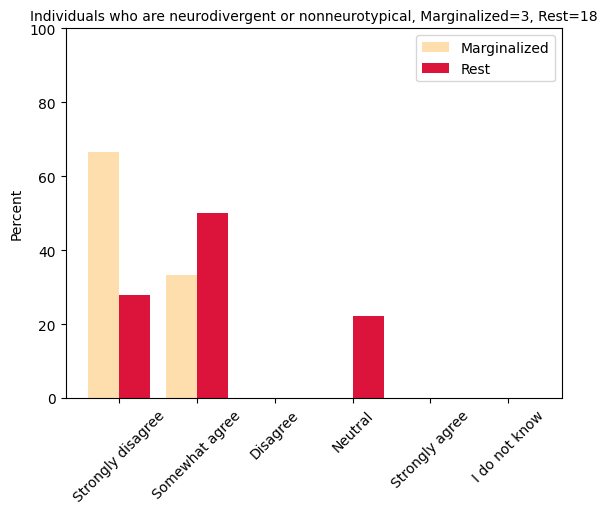 Individuals who are neurodivergent or nonneurotypical, Marginalized=3, Rest=18
Marginalized
Rest
Percent
100
80
60
40
20
0
Strongly disagree
Somewhat agree
Disagree
Neutral
Strongly agree
I do not know